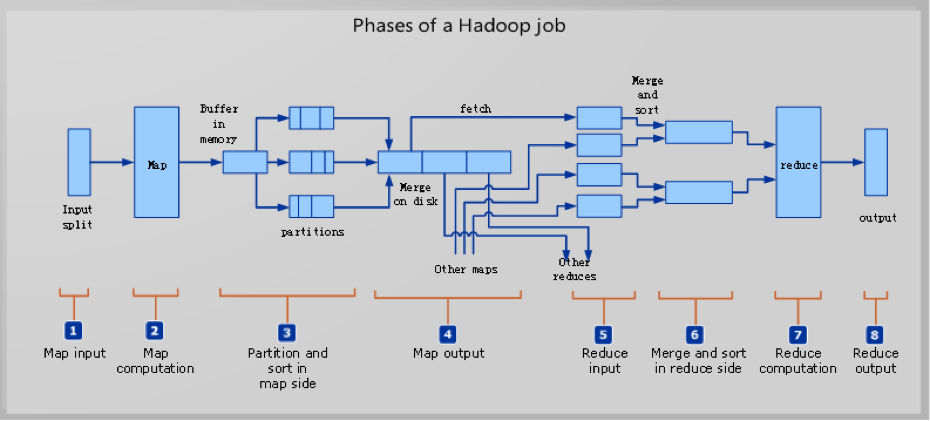 Phases of a Hadoop job
Merge
and
sort
fetch
Buffer
in
memory
Map
reduce
Merge
on disk
Input
split
output
partitions
Other maps
Other
reduces
1
2
3
4
5
6
7
8
Map input
Map
computation
Partition and
sort in
map side
Map output
Reduce
input
Merge and sort
in reduce side
Reduce
computation
Reduce
output